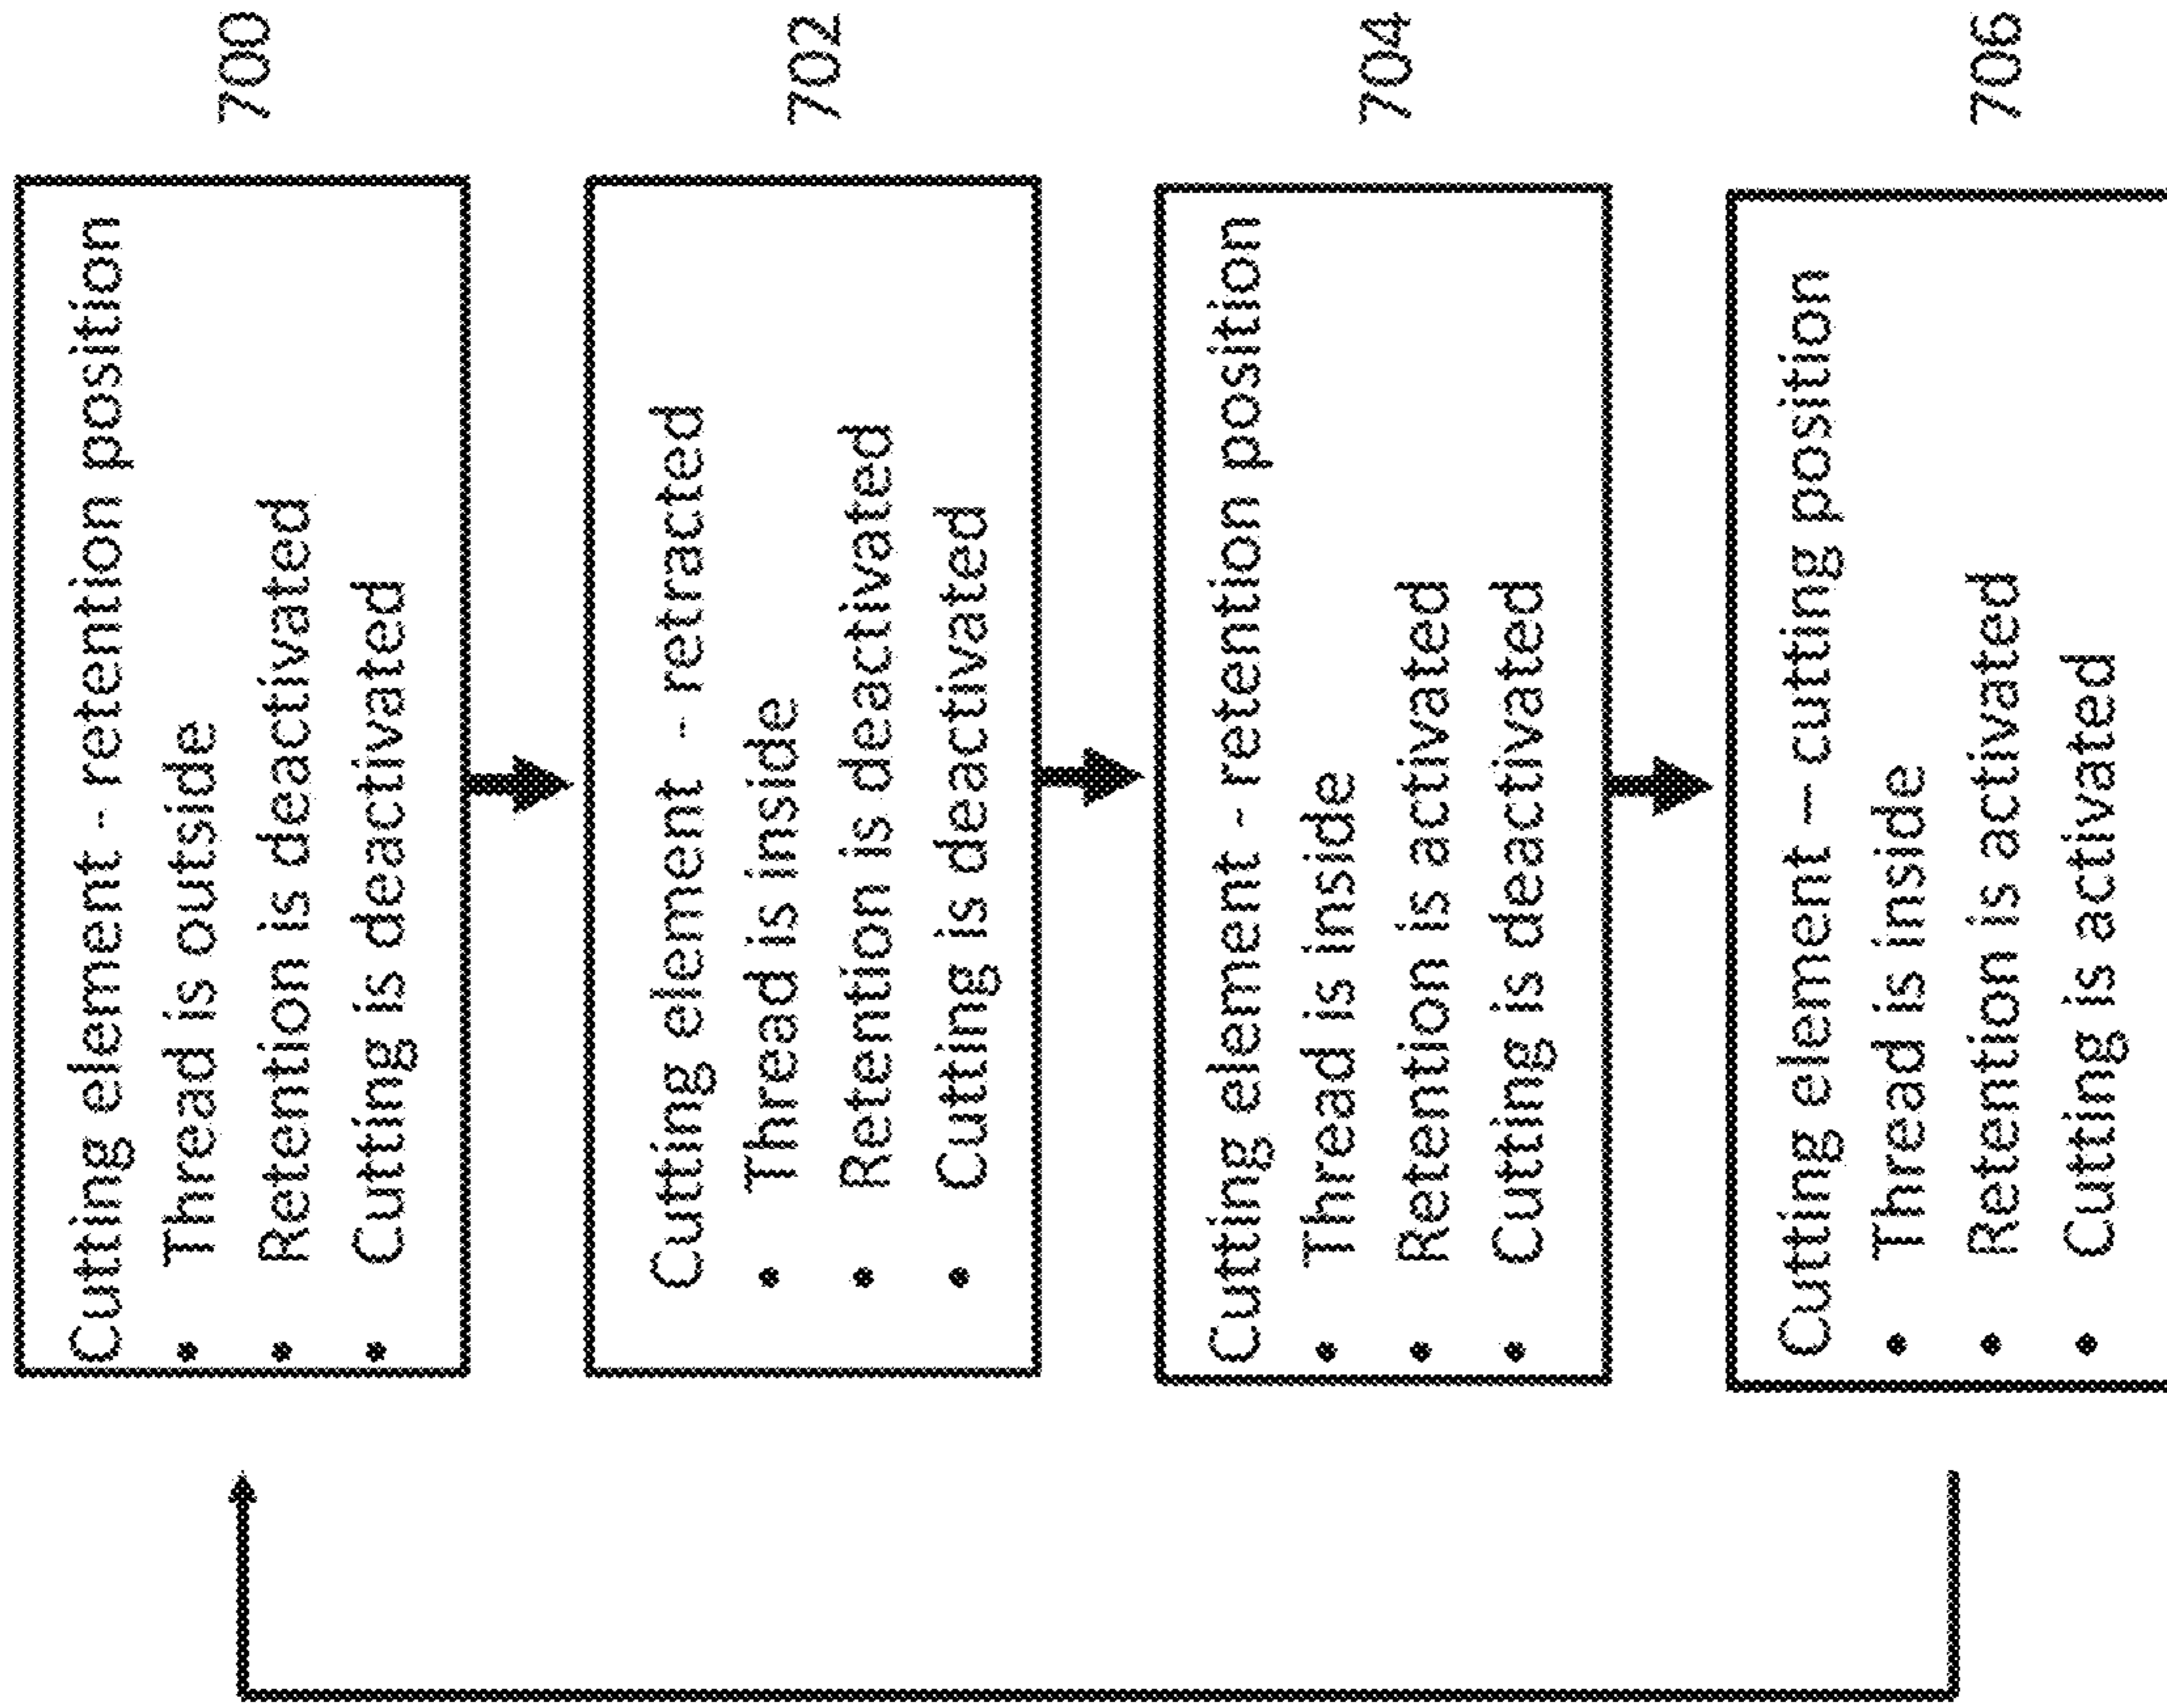 700
Cutting element - retention position
• Thread is outside
• Retention is deactivated
• Cutting is deactivated
702
Cutting element - retracted
• Thread is inside
• Retention is deactivated
• Cutting is deactivated
704
Cutting element - retention position
• Thread is inside
• Retention is activated
• Cutting is deactivated
706
Cutting element – cutting position
• Thread is inside
• Retention is activated
• Cutting is activated